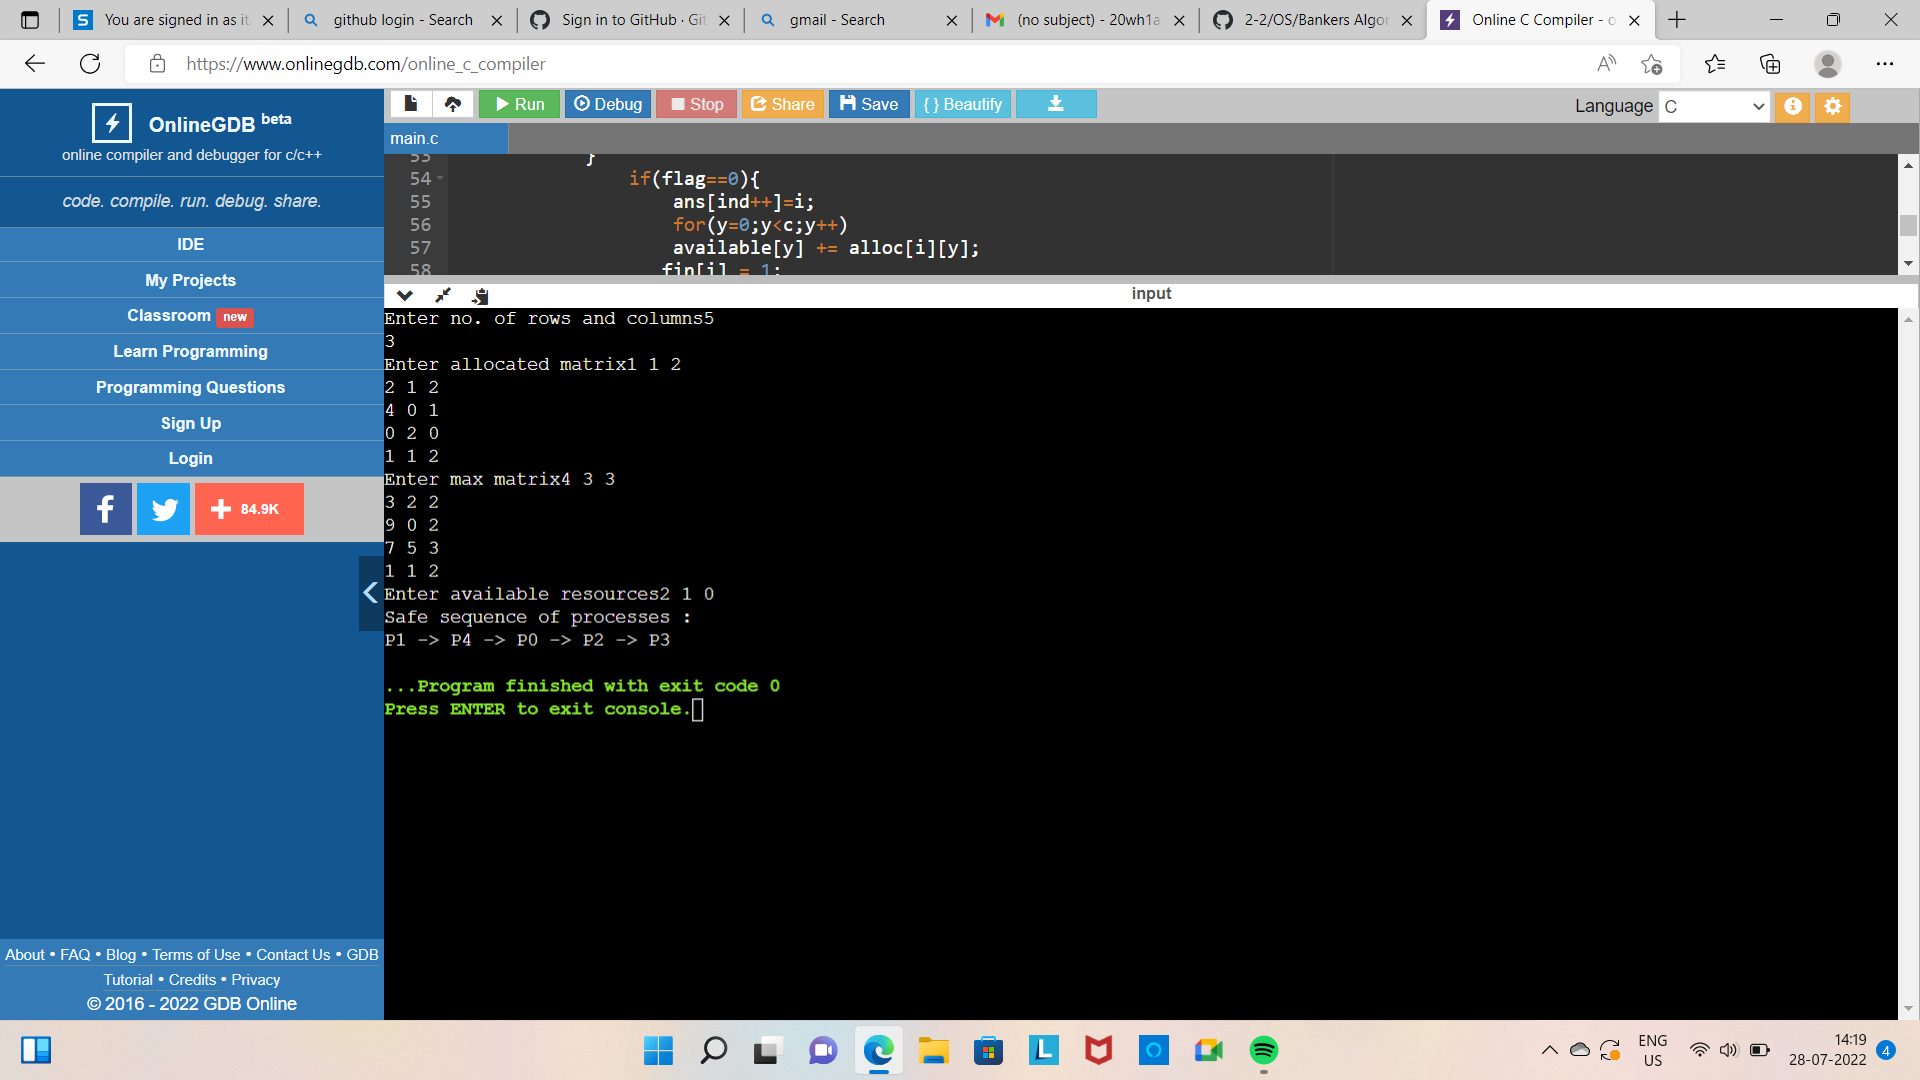 You are signed in as it
github login - Search
Sign in to GitHub · Git
gmail - Search
(no subject) - 20wh1a
2-2/OS/Bankers Algor
Online C Compiler - o
https://www.onlinegdb.com/online_c_compiler
OnlineGDB beta
online compiler and debugger for c/c++
code. compile. run. debug. share.
IDE
My Projects
Classroom new
Learn Programming
Programming Questions
Sign Up
Login
84.9K
About • FAQ • Blog • Terms of Use • Contact Us • GDB
Tutorial • Credits • Privacy
© 2016 - 2022 GDB Online
Run Debug Stop Share Save { } Beautify
Language C
main.c
53 }
54 if(flag==0){
55 ans[ind++]=i;
56 for(y=0;y<c;y++)
57 available[y] += alloc[i][y];
58 fin[i] = 1;
input
Enter no. of rows and columns5
3
Enter allocated matrix1 1 2
2 1 2
4 0 1
0 2 0
1 1 2
Enter max matrix4 3 3
3 2 2
9 0 2
7 5 3
1 1 2
Enter available resources2 1 0
Safe sequence of processes :
P1 -> P4 -> P0 -> P2 -> P3
...Program finished with exit code 0
Press ENTER to exit console.
ENG
US
14:19
28-07-2022
4